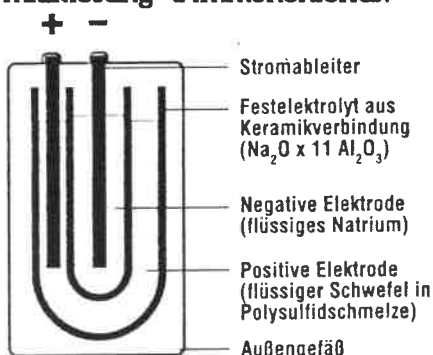 + −
Stromableiter
Festelektrolyt aus
Keramikverbindung
(Na₂O x 11 Al₂O₃)
Negative Elektrode
(flüssiges Natrium)
Positive Elektrode
(flüssiger Schwefel in
Polysulfidschmelze)
Außengefäß